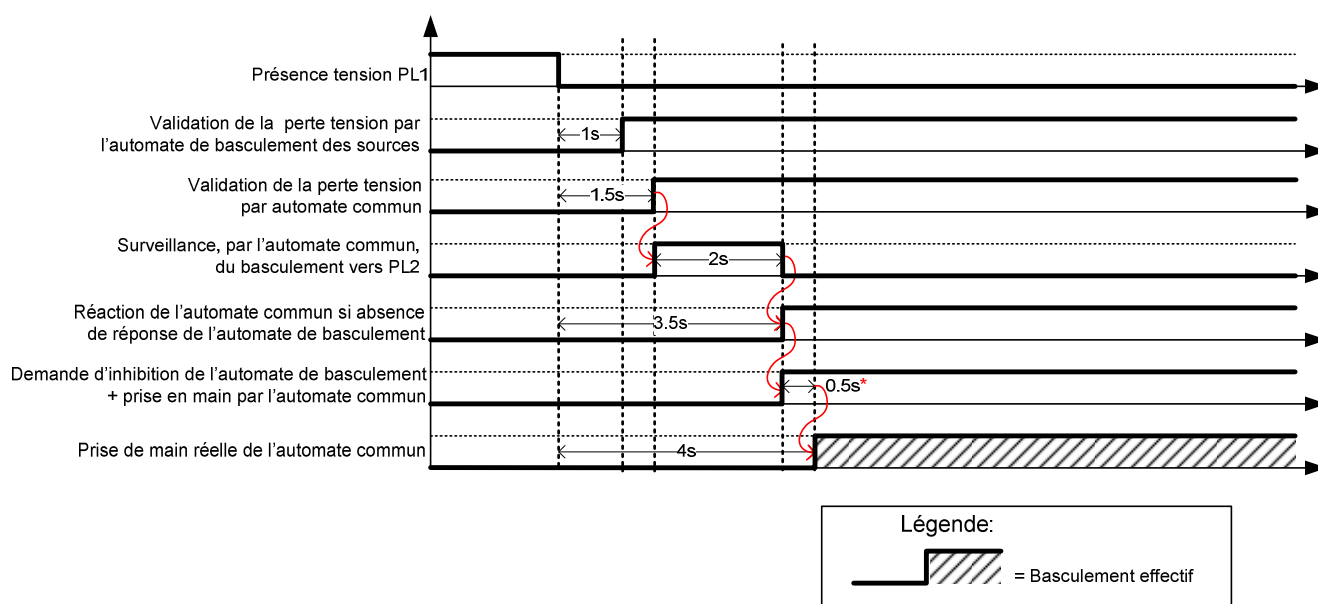 Présence tension PL1
Validation de la perte tension par
l'automate de basculement des sources
1s
Validation de la perte tension
par automate commun
1.5s
Surveillance, par l'automate commun,
du basculement vers PL2
2s
Réaction de l'automate commun si absence
de réponse de l'automate de basculement
3.5s
Demande d'inhibition de l'automate de basculement
+ prise en main par l'automate commun
0.5s*
Prise de main réelle de l'automate commun
4s
Légende:
= Basculement effectif